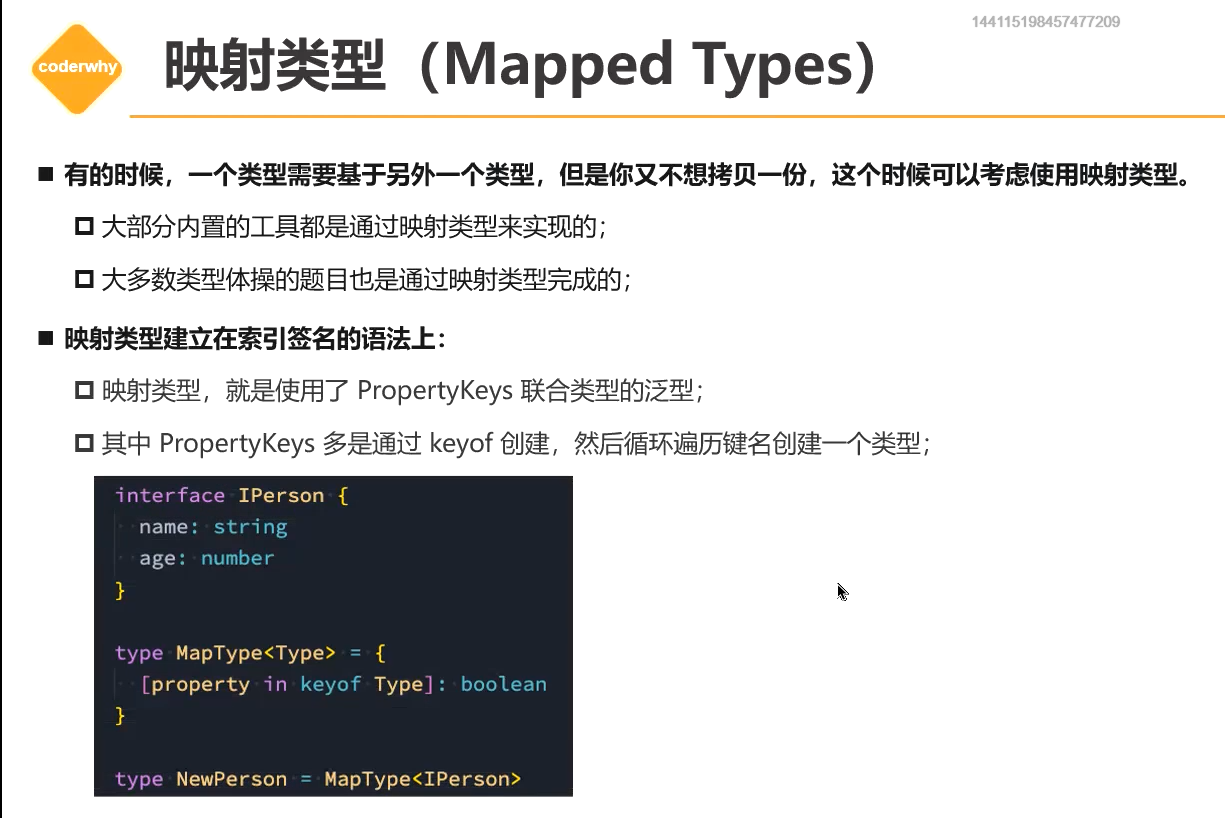 144115198457477209
coderwhy
映射类型（Mapped Types）
有的时候，一个类型需要基于另外一个类型，但是你又不想拷贝一份，这个时候可以考虑使用映射类型。
大部分内置的工具都是通过映射类型来实现的；
大多数类型体操的题目也是通过映射类型完成的；
映射类型建立在索引签名的语法上：
映射类型，就是使用了 PropertyKeys 联合类型的泛型；
其中 PropertyKeys 多是通过 keyof 创建，然后循环遍历键名创建一个类型；
interface IPerson {
  name: string
  age: number
}
type MapType<Type> = {
  [property in keyof Type]: boolean
}
type NewPerson = MapType<IPerson>